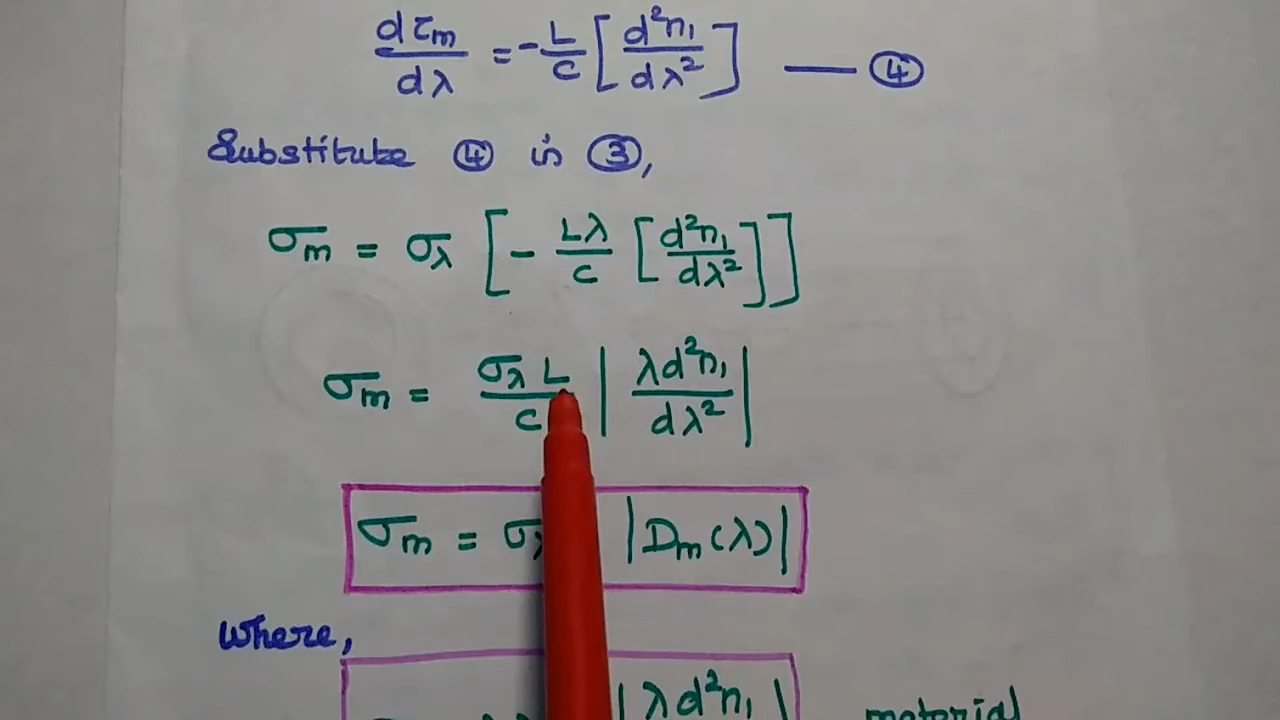 dτm/dλ = -L/c [d²n₁/dλ²] — ④
Substitute ④ in ③,
σm = σλ [- Lλ/c [d²n₁/dλ²]]
σm = σλ L/c |λd²n₁/dλ²|
σm = σλ |Dm(λ)|
where,
|λd²n₁ material